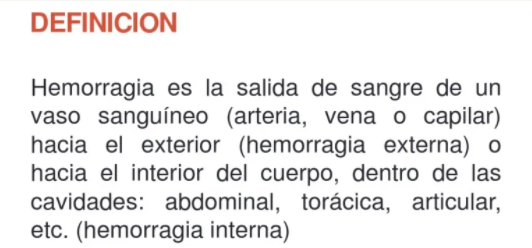 DEFINICION
Hemorragia es la salida de sangre de un
vaso sanguíneo (arteria, vena o capilar)
hacia el exterior (hemorragia externa) o
hacia el interior del cuerpo, dentro de las
cavidades: abdominal, torácica, articular,
etc. (hemorragia interna)